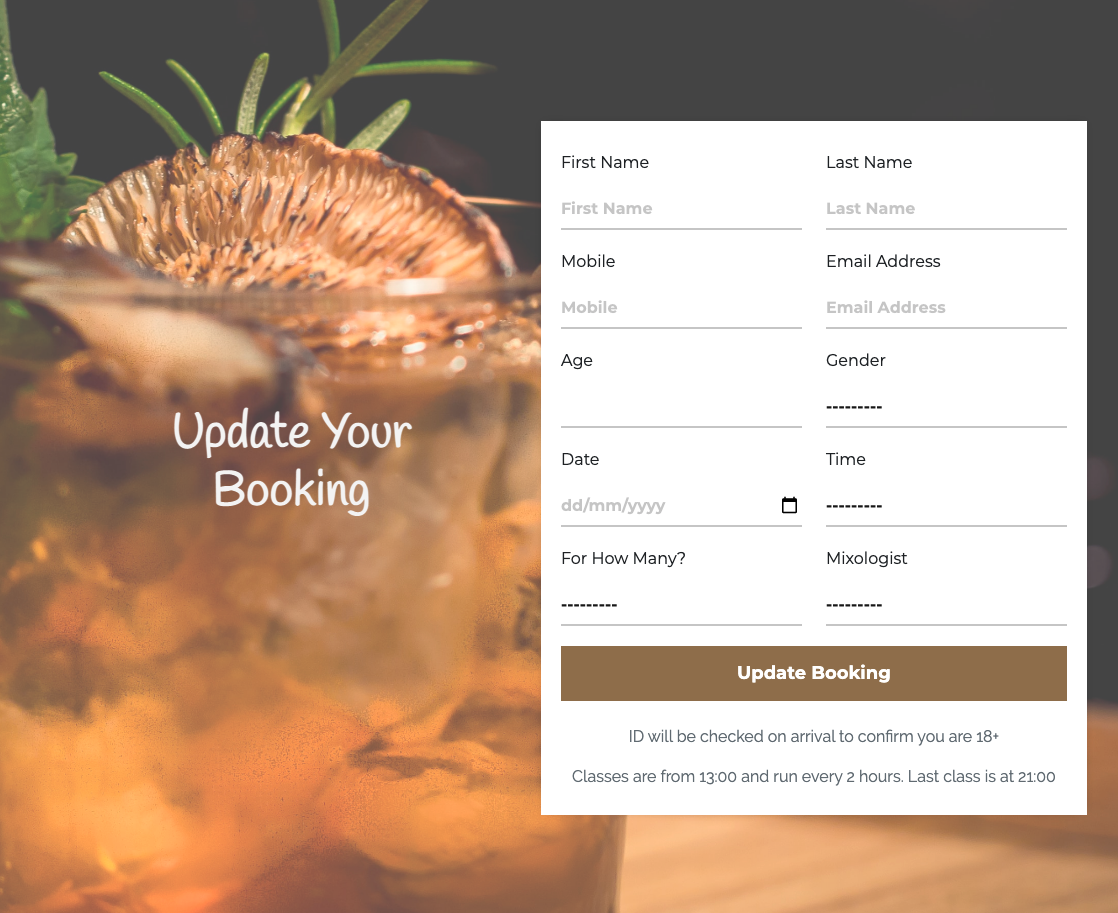 Update Your
Booking
First Name
Last Name
First Name
Last Name
Mobile
Email Address
Mobile
Email Address
Age
Gender
---------
Date
Time
dd/mm/yyyy
---------
For How Many?
Mixologist
---------
---------
Update Booking
ID will be checked on arrival to confirm you are 18+
Classes are from 13:00 and run every 2 hours. Last class is at 21:00